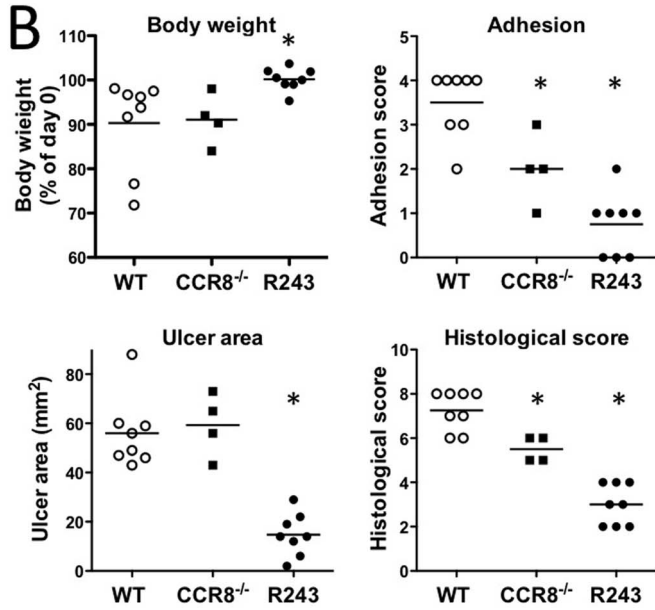 B
Body weight
*
Body wieight
(% of day 0)
110
100
90
80
70
60
WT CCR8-/- R243
Adhesion
* *
Adhesion score
5
4
3
2
1
0
WT CCR8-/- R243
Ulcer area
*
Ulcer area (mm²)
80
60
40
20
0
WT CCR8-/- R243
Histological score
* *
Histological score
10
8
6
4
2
0
WT CCR8-/- R243